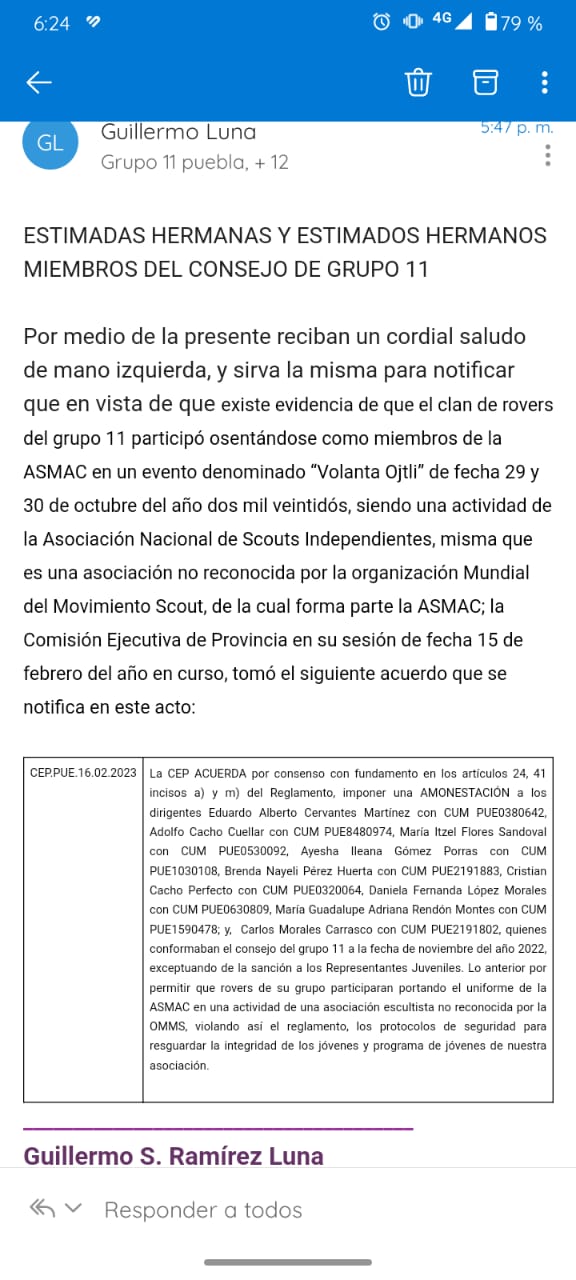 6:24
4G
79 %
GL
Guillermo Luna
5:47 p. m.
Grupo 11 puebla, + 12
ESTIMADAS HERMANAS Y ESTIMADOS HERMANOS
MIEMBROS DEL CONSEJO DE GRUPO 11
Por medio de la presente reciban un cordial saludo
de mano izquierda, y sirva la misma para notificar
que en vista de que existe evidencia de que el clan de rovers
del grupo 11 participó osentándose como miembros de la
ASMAC en un evento denominado “Volanta Ojtli” de fecha 29 y
30 de octubre del año dos mil veintidós, siendo una actividad de
la Asociación Nacional de Scouts Independientes, misma que
es una asociación no reconocida por la organización Mundial
del Movimiento Scout, de la cual forma parte la ASMAC; la
Comisión Ejecutiva de Provincia en su sesión de fecha 15 de
febrero del año en curso, tomó el siguiente acuerdo que se
notifica en este acto:
CEP.PUE.16.02.2023
La CEP ACUERDA por consenso con fundamento en los artículos 24, 41
incisos a) y m) del Reglamento, imponer una AMONESTACIÓN a los
dirigentes Eduardo Alberto Cervantes Martínez con CUM PUE0380642,
Adolfo Cacho Cuellar con CUM PUE8480974, María Itzel Flores Sandoval
con CUM PUE0530092, Ayesha Ileana Gómez Porras con CUM
PUE1030108, Brenda Nayeli Pérez Huerta con CUM PUE2191883, Cristian
Cacho Perfecto con CUM PUE0320064, Daniela Fernanda López Morales
con CUM PUE0630809, María Guadalupe Adriana Rendón Montes con CUM
PUE1590478; y, Carlos Morales Carrasco con CUM PUE2191802, quienes
conformaban el consejo del grupo 11 a la fecha de noviembre del año 2022,
exceptuando de la sanción a los Representantes Juveniles. Lo anterior por
permitir que rovers de su grupo participaran portando el uniforme de la
ASMAC en una actividad de una asociación escultista no reconocida por la
OMMS, violando así el reglamento, los protocolos de seguridad para
resguardar la integridad de los jóvenes y programa de jóvenes de nuestra
asociación.
Guillermo S. Ramírez Luna
Responder a todos